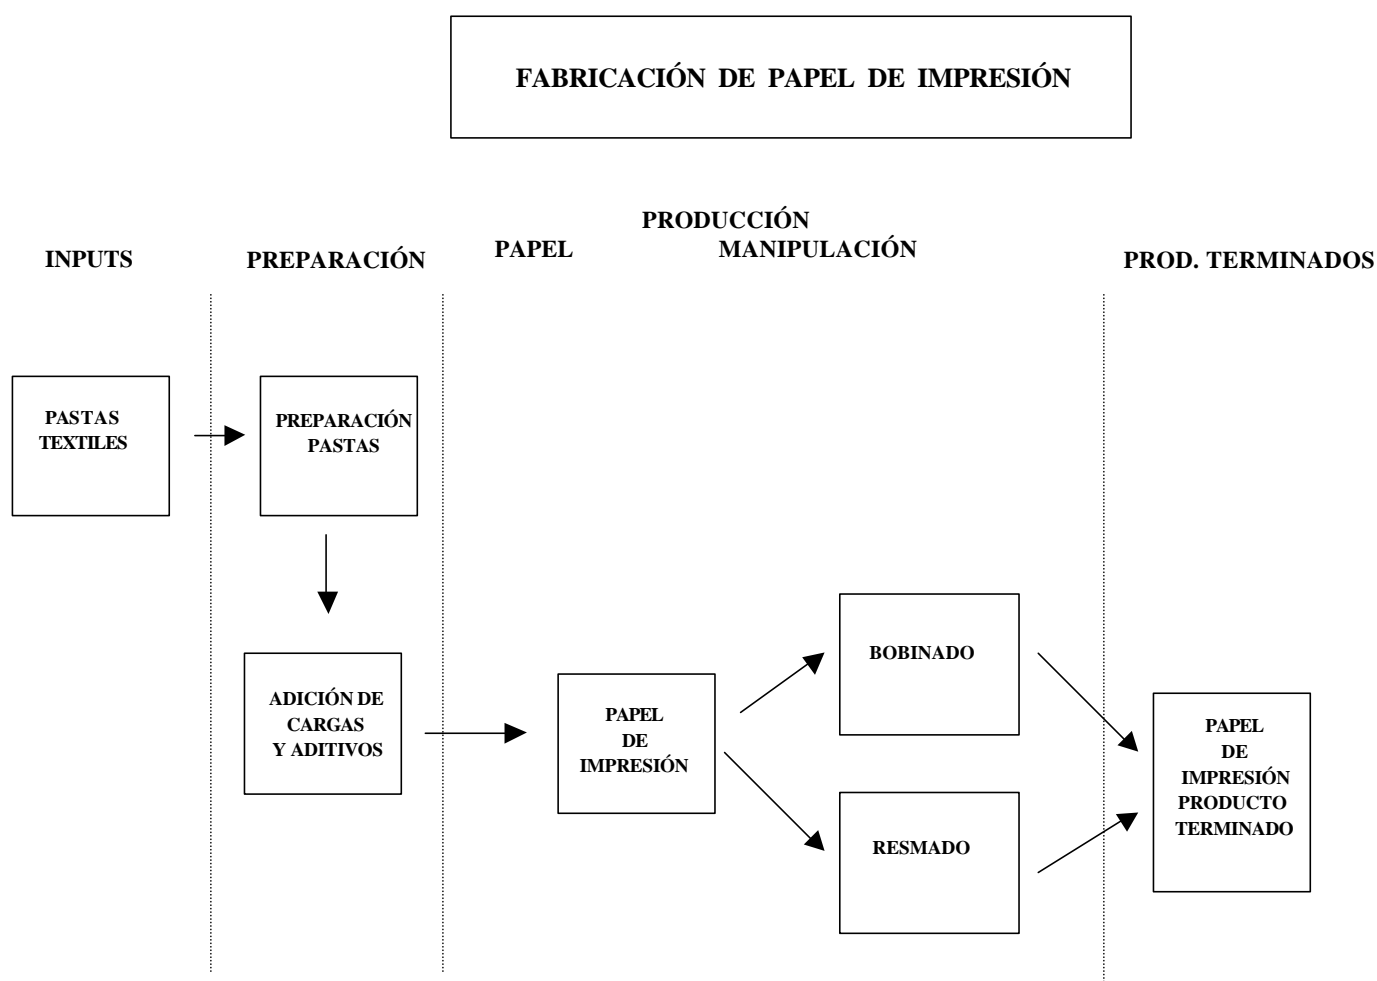 FABRICACIÓN DE PAPEL DE IMPRESIÓN
PRODUCCIÓN
INPUTS
PREPARACIÓN
PAPEL
MANIPULACIÓN
PROD. TERMINADOS
PASTAS
TEXTILES
PREPARACIÓN
PASTAS
ADICIÓN DE
CARGAS
Y ADITIVOS
PAPEL
DE
IMPRESIÓN
BOBINADO
RESMADO
PAPEL
DE
IMPRESIÓN
PRODUCTO
TERMINADO